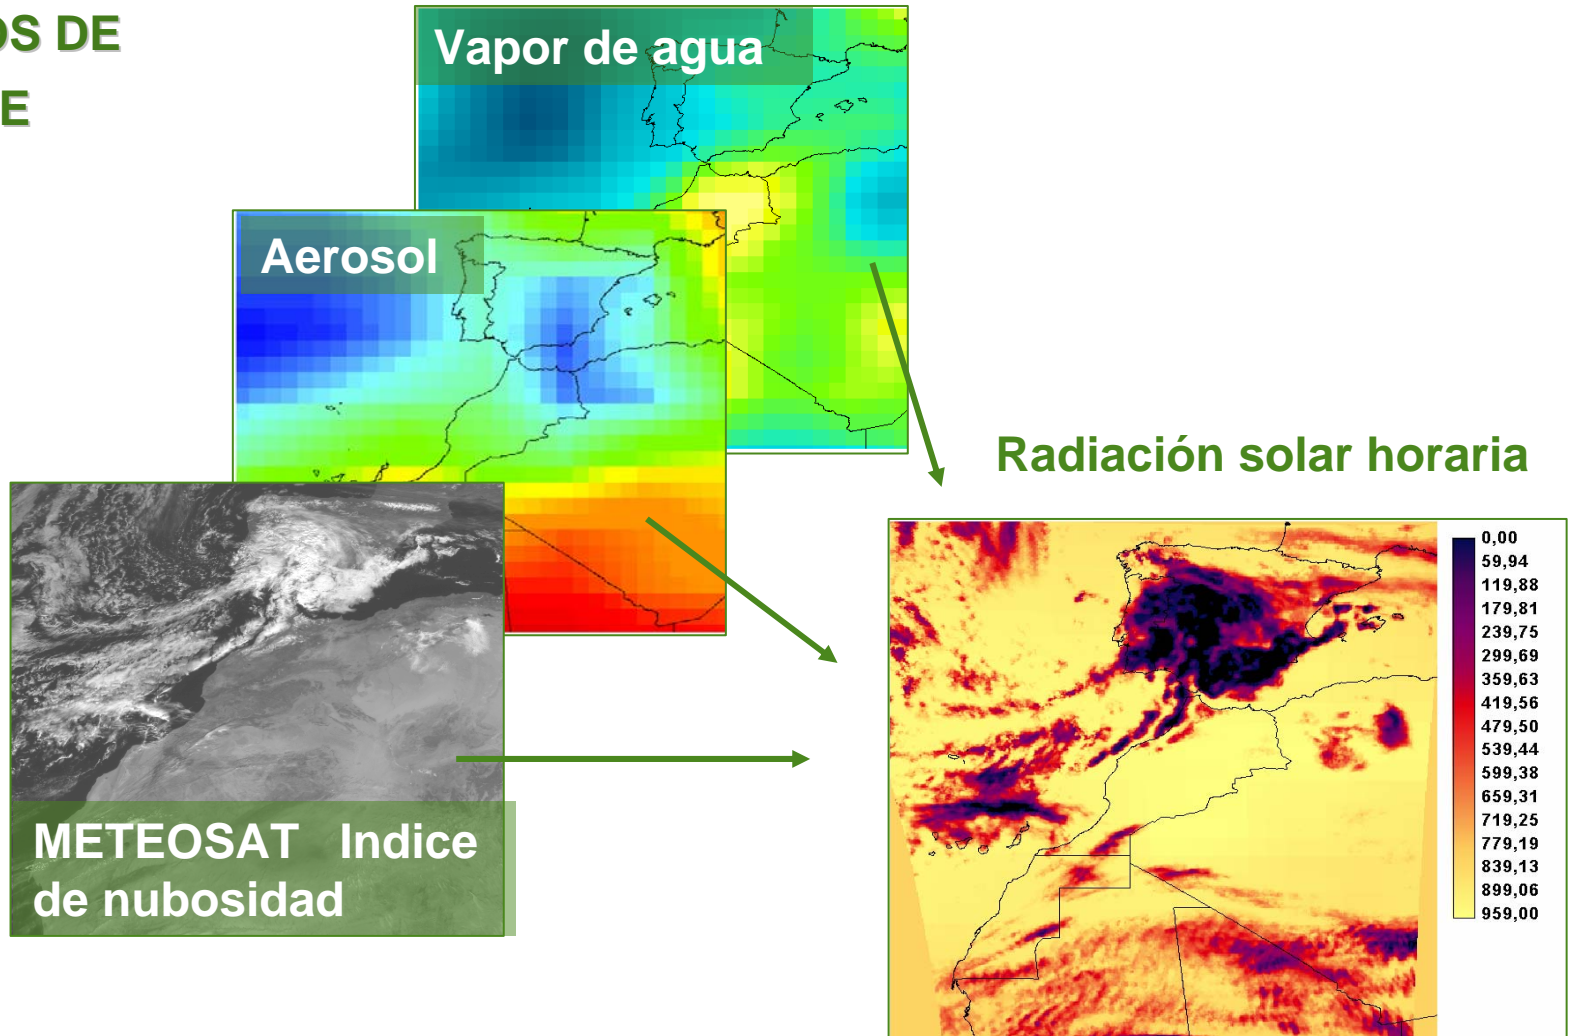 OS DE
E
Vapor de agua
Aerosol
METEOSAT Indice
de nubosidad
Radiación solar horaria
0,00
59,94
119,88
179,81
239,75
299,69
359,63
419,56
479,50
539,44
599,38
659,31
719,25
779,19
839,13
899,06
959,00